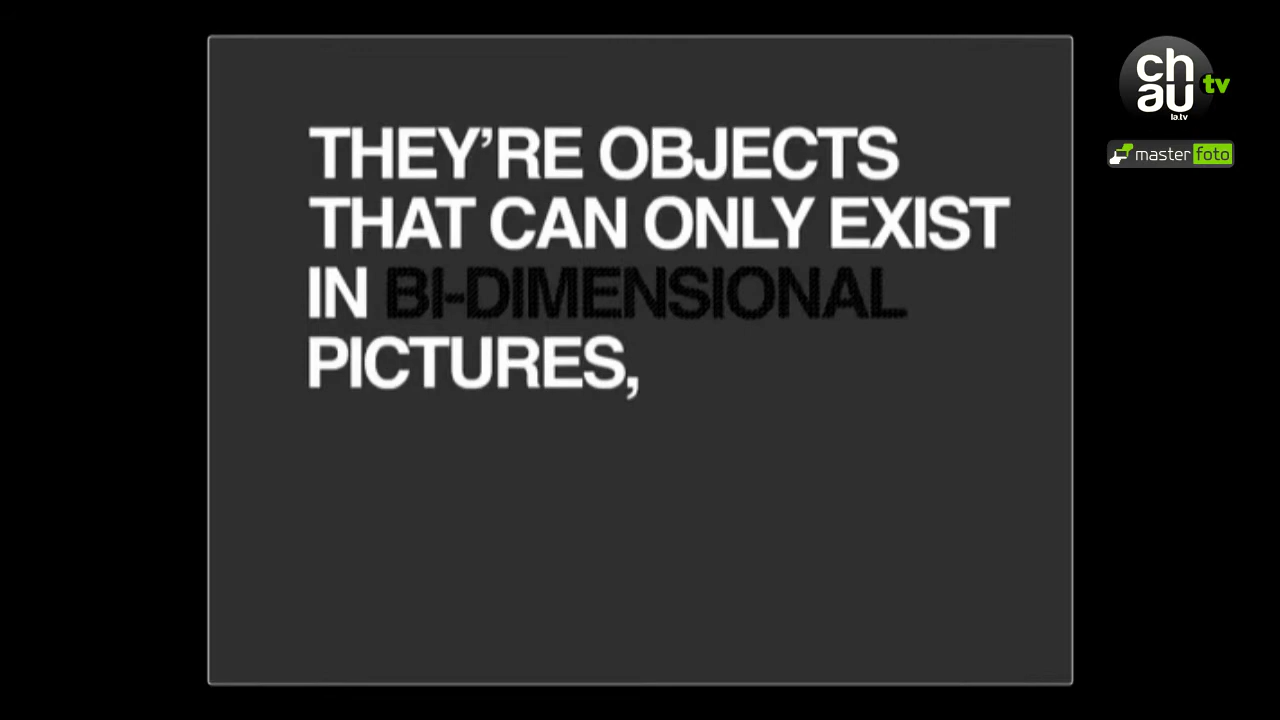 THEY'RE OBJECTS
THAT CAN ONLY EXIST
IN BI-DIMENSIONAL
PICTURES,
ch
au tv
la.tv
master foto